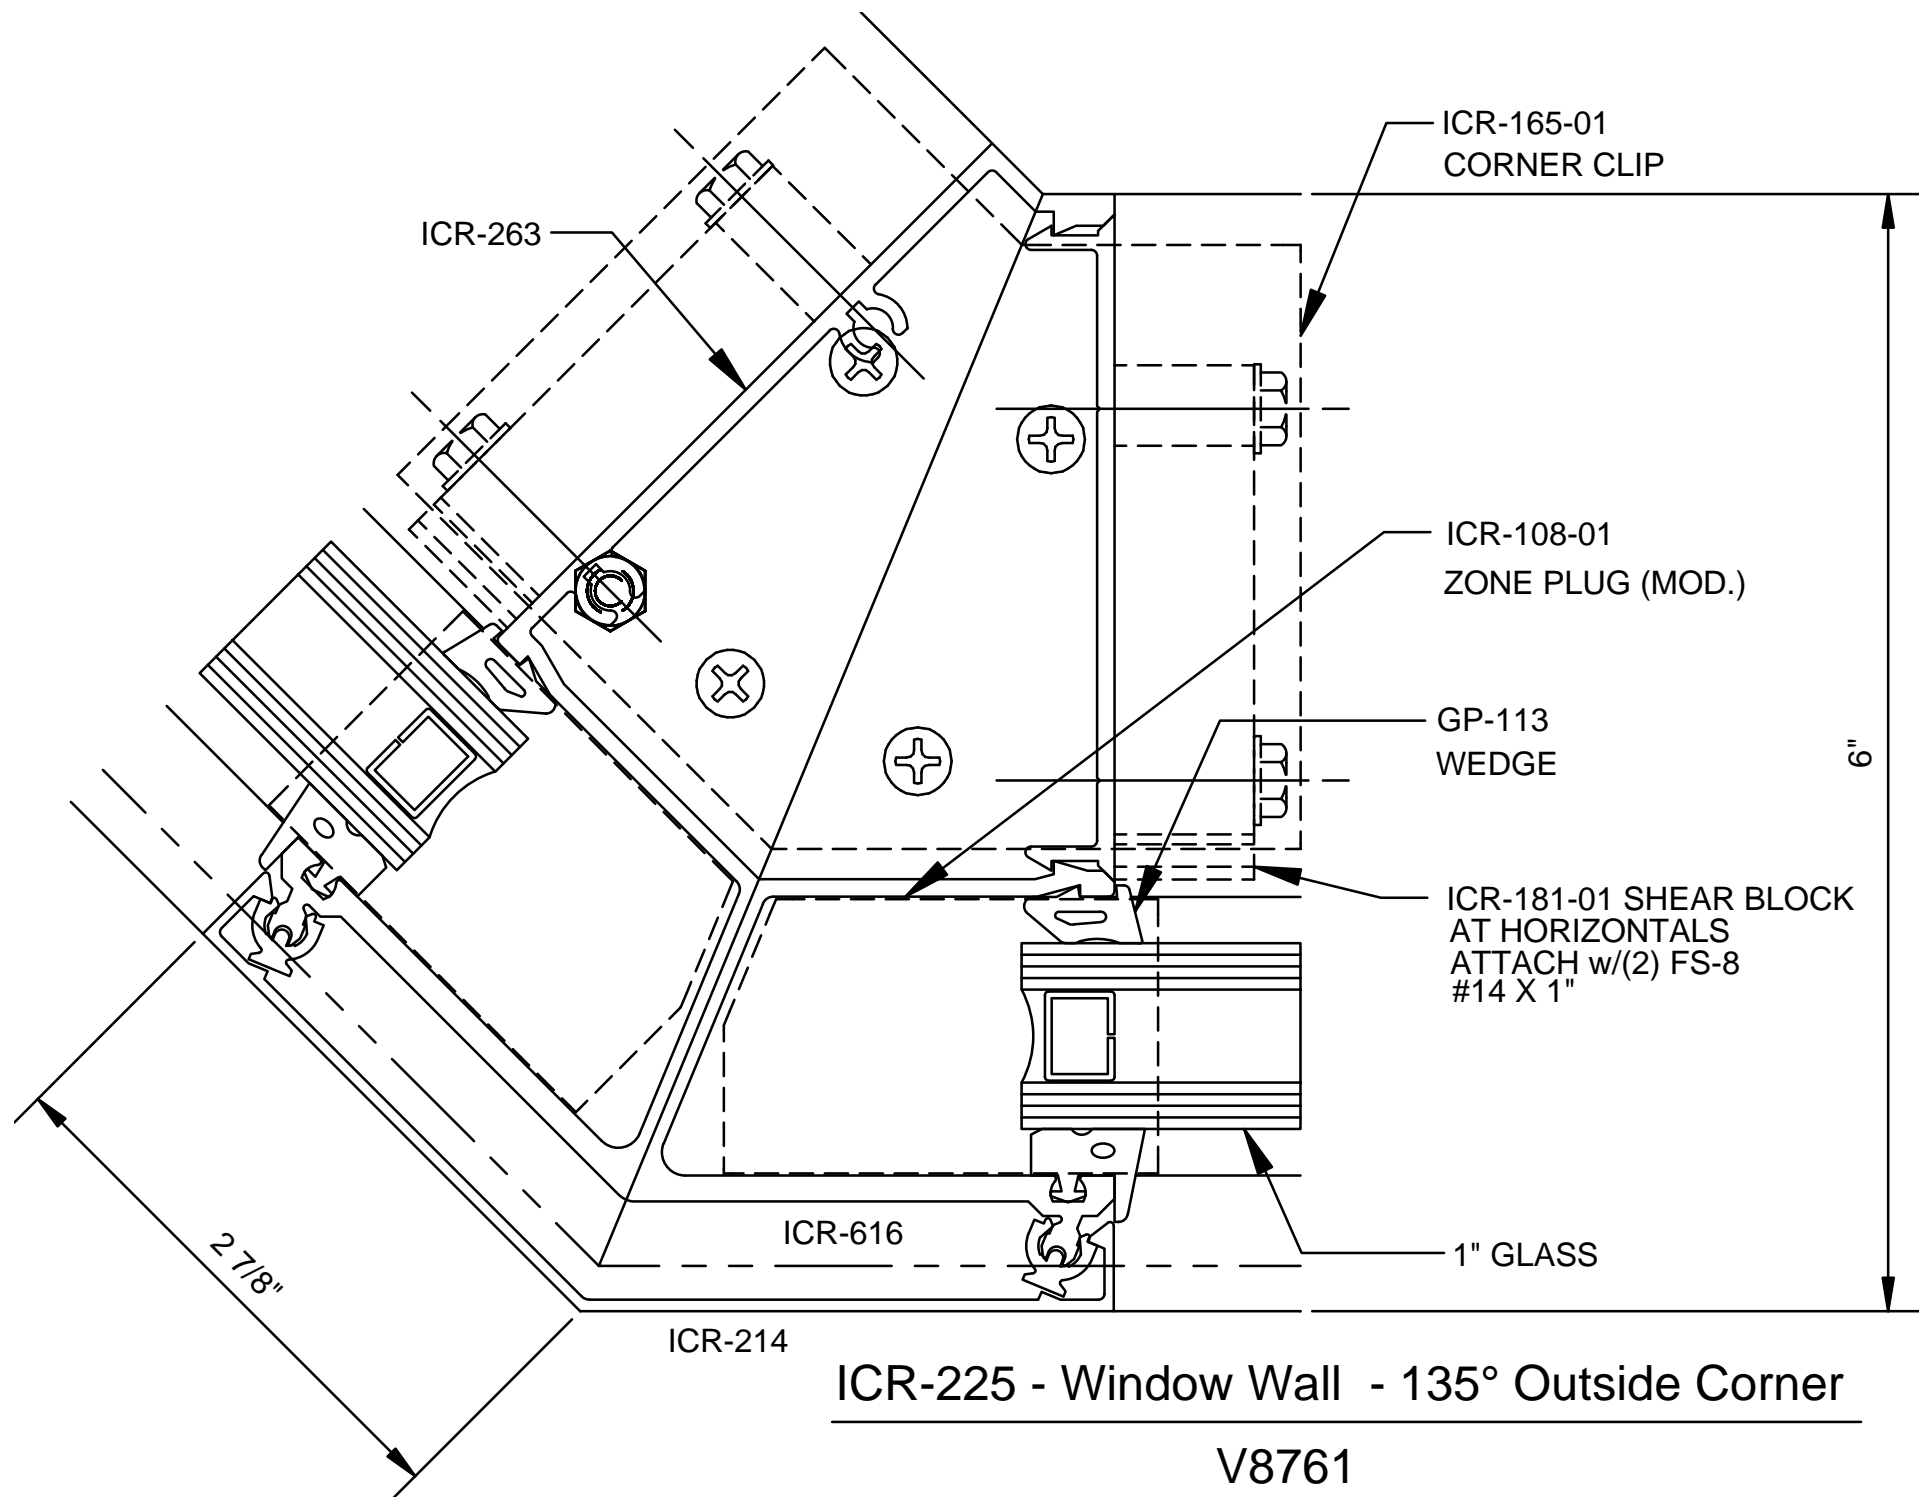 ICR-165-01
CORNER CLIP
ICR-263
ICR-108-01
ZONE PLUG (MOD.)
GP-113
WEDGE
6"
ICR-181-01 SHEAR BLOCK
AT HORIZONTALS
ATTACH w/(2) FS-8
#14 X 1"
ICR-616
1" GLASS
2 7/8"
ICR-214
ICR-225 - Window Wall - 135° Outside Corner
V8761